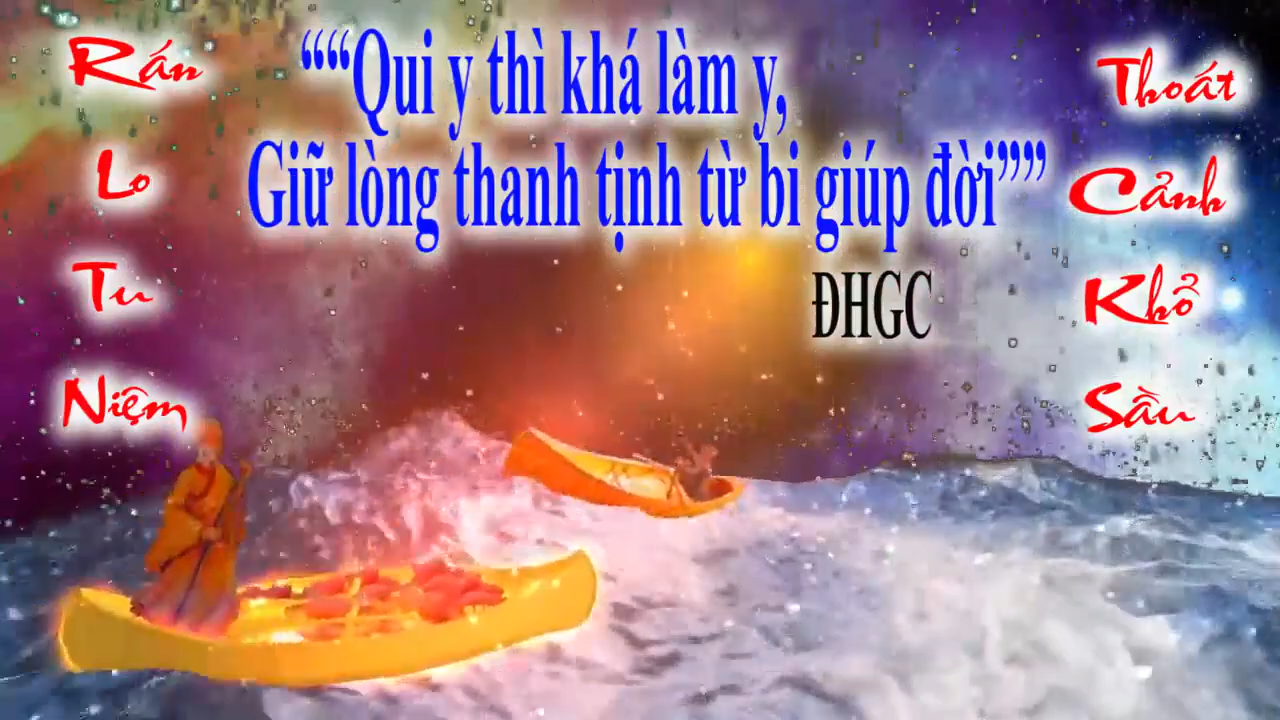 Rán
Lo
Tu
Niệm
““Qui y thì khá làm y,
Giữ lòng thanh tịnh từ bi giúp đời””
ĐHGC
Thoát
Cảnh
Khổ
Sầu